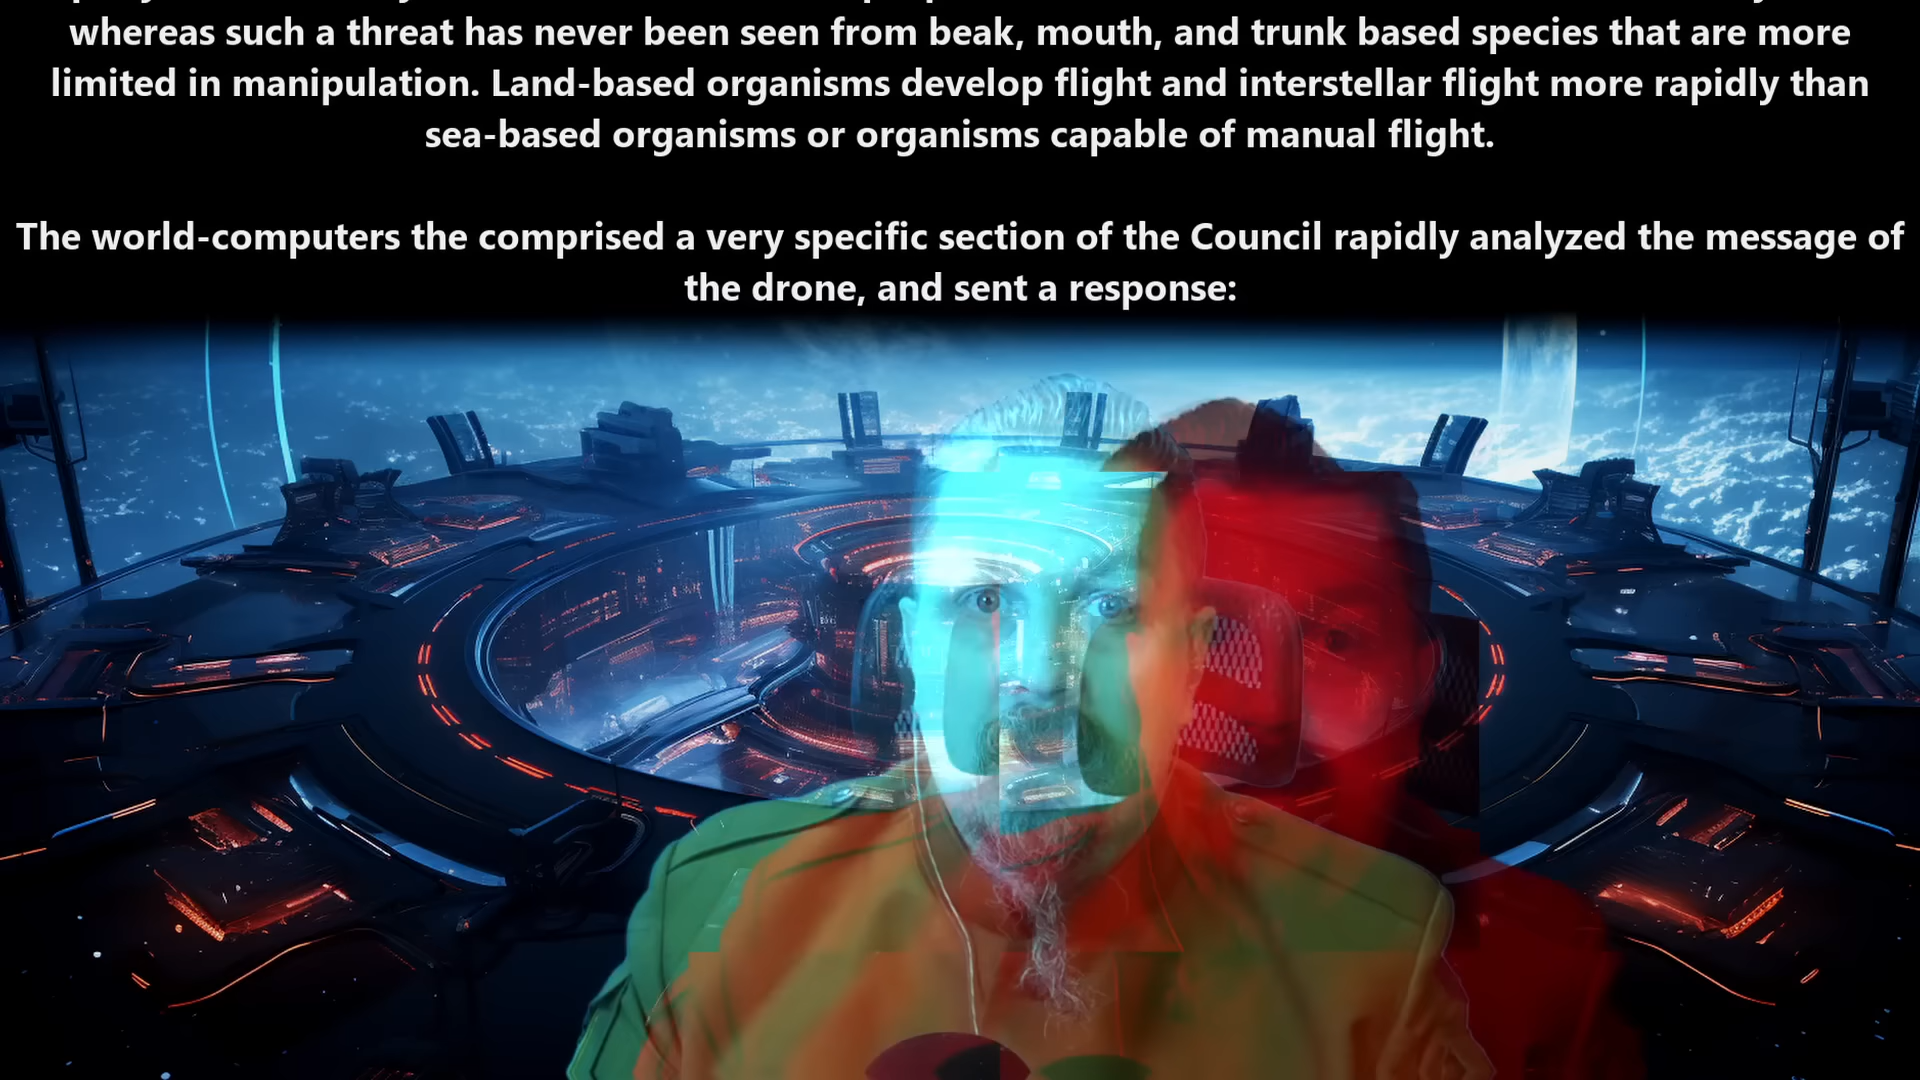 whereas such a threat has never been seen from beak, mouth, and trunk based species that are more
limited in manipulation. Land-based organisms develop flight and interstellar flight more rapidly than
sea-based organisms or organisms capable of manual flight.
The world-computers the comprised a very specific section of the Council rapidly analyzed the message of
the drone, and sent a response: